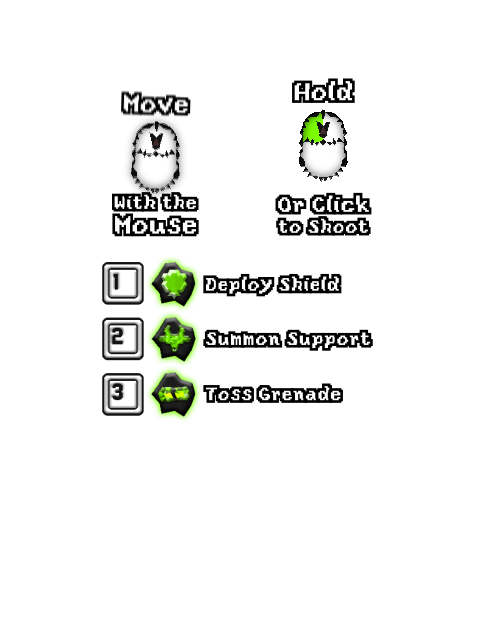 Move
With the
Mouse
Hold
Or Click
to Shoot
1 Deploy Shield
2 Summon Support
3 Toss Grenade